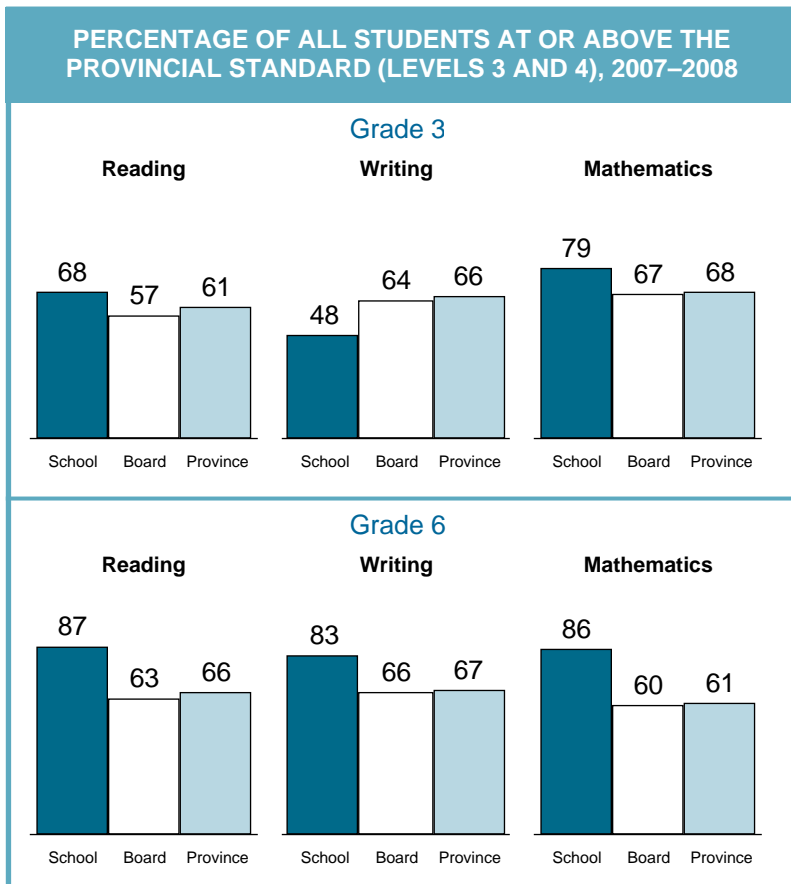 PERCENTAGE OF ALL STUDENTS AT OR ABOVE THE
PROVINCIAL STANDARD (LEVELS 3 AND 4), 2007–2008
Grade 3
Reading Writing Mathematics
68 57 61 48 64 66 79 67 68
School Board Province School Board Province School Board Province
Grade 6
Reading Writing Mathematics
87 63 66 83 66 67 86 60 61
School Board Province School Board Province School Board Province